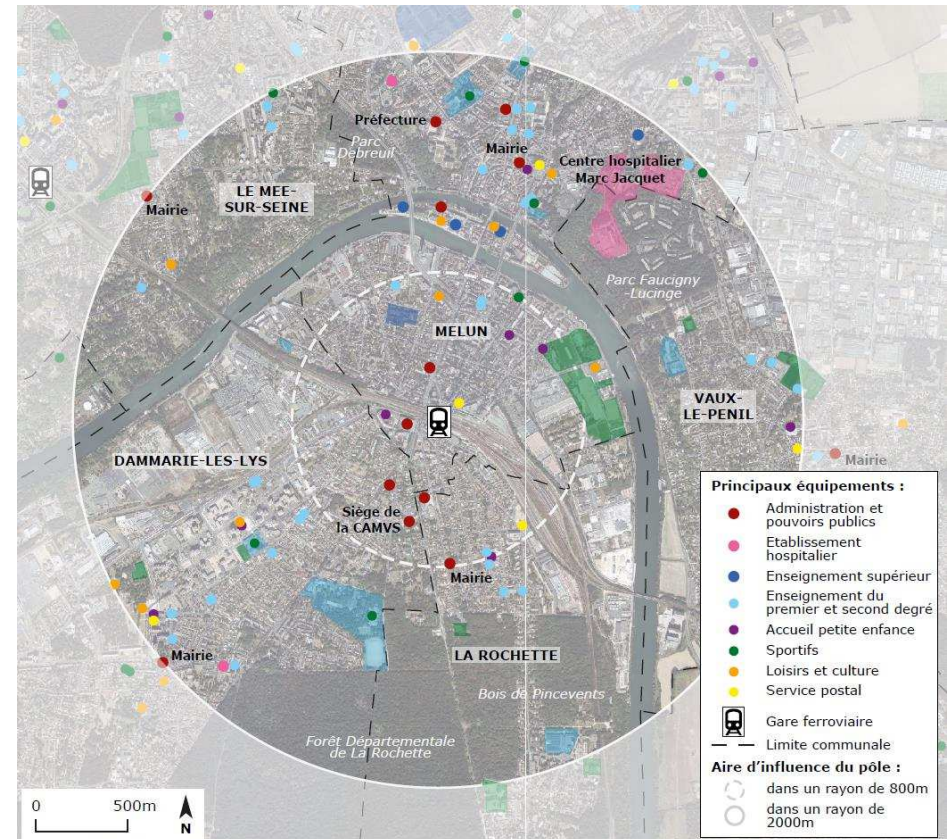 Préfecture
Parc
Debreuil
Mairie
Centre hospitalier
Marc Jacquet
LE MEE-
SUR-SEINE
Mairie
Parc Faucigny
-Lucinge
MELUN
VAUX-
LE-PENIL
DAMMARIE-LES-LYS
Mairie
Siège de
la CAMVS
Mairie
Mairie
LA ROCHETTE
Bois de Pincevents
Forêt Départementale
de La Rochette
0 500m
N
Principaux équipements :
Administration et
pouvoirs publics
Etablissement
hospitalier
Enseignement supérieur
Enseignement du
premier et second degré
Accueil petite enfance
Sportifs
Loisirs et culture
Service postal
Gare ferroviaire
Limite communale
Aire d'influence du pôle :
dans un rayon de 800m
dans un rayon de
2000m